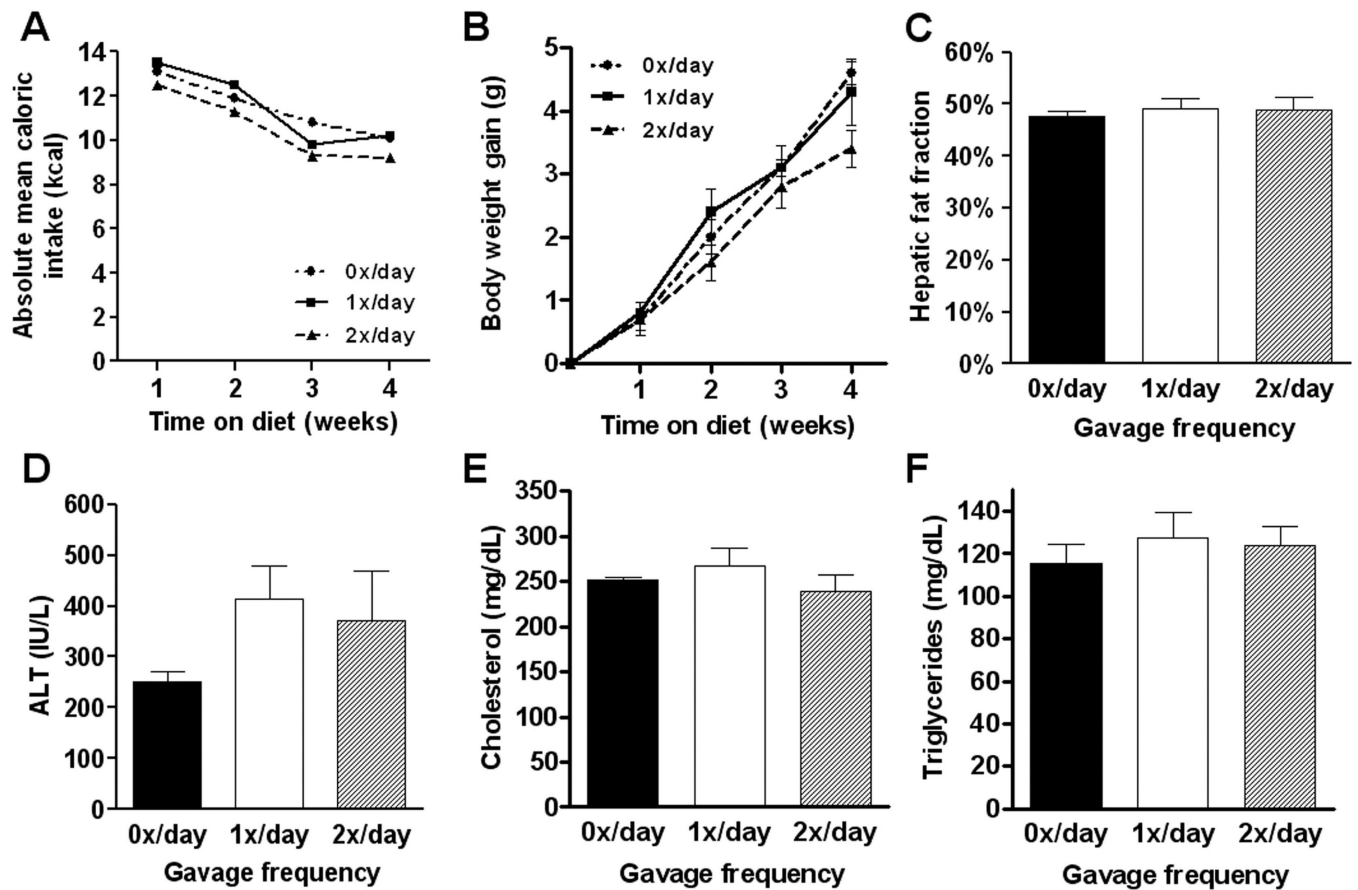 A
14
12
10
8
6
4
2
0
Absolute mean caloric
intake (kcal)
0x/day
1x/day
2x/day
1 2 3 4
Time on diet (weeks)
B
5
4
3
2
1
0
Body weight gain (g)
0x/day
1x/day
2x/day
1 2 3 4
Time on diet (weeks)
C
60%
50%
40%
30%
20%
10%
0%
Hepatic fat fraction
0x/day 1x/day 2x/day
Gavage frequency
D
600
500
400
300
200
100
0
ALT (IU/L)
0x/day 1x/day 2x/day
Gavage frequency
E
350
300
250
200
150
100
50
0
Cholesterol (mg/dL)
0x/day 1x/day 2x/day
Gavage frequency
F
140
120
100
80
60
40
20
0
Triglycerides (mg/dL)
0x/day 1x/day 2x/day
Gavage frequency